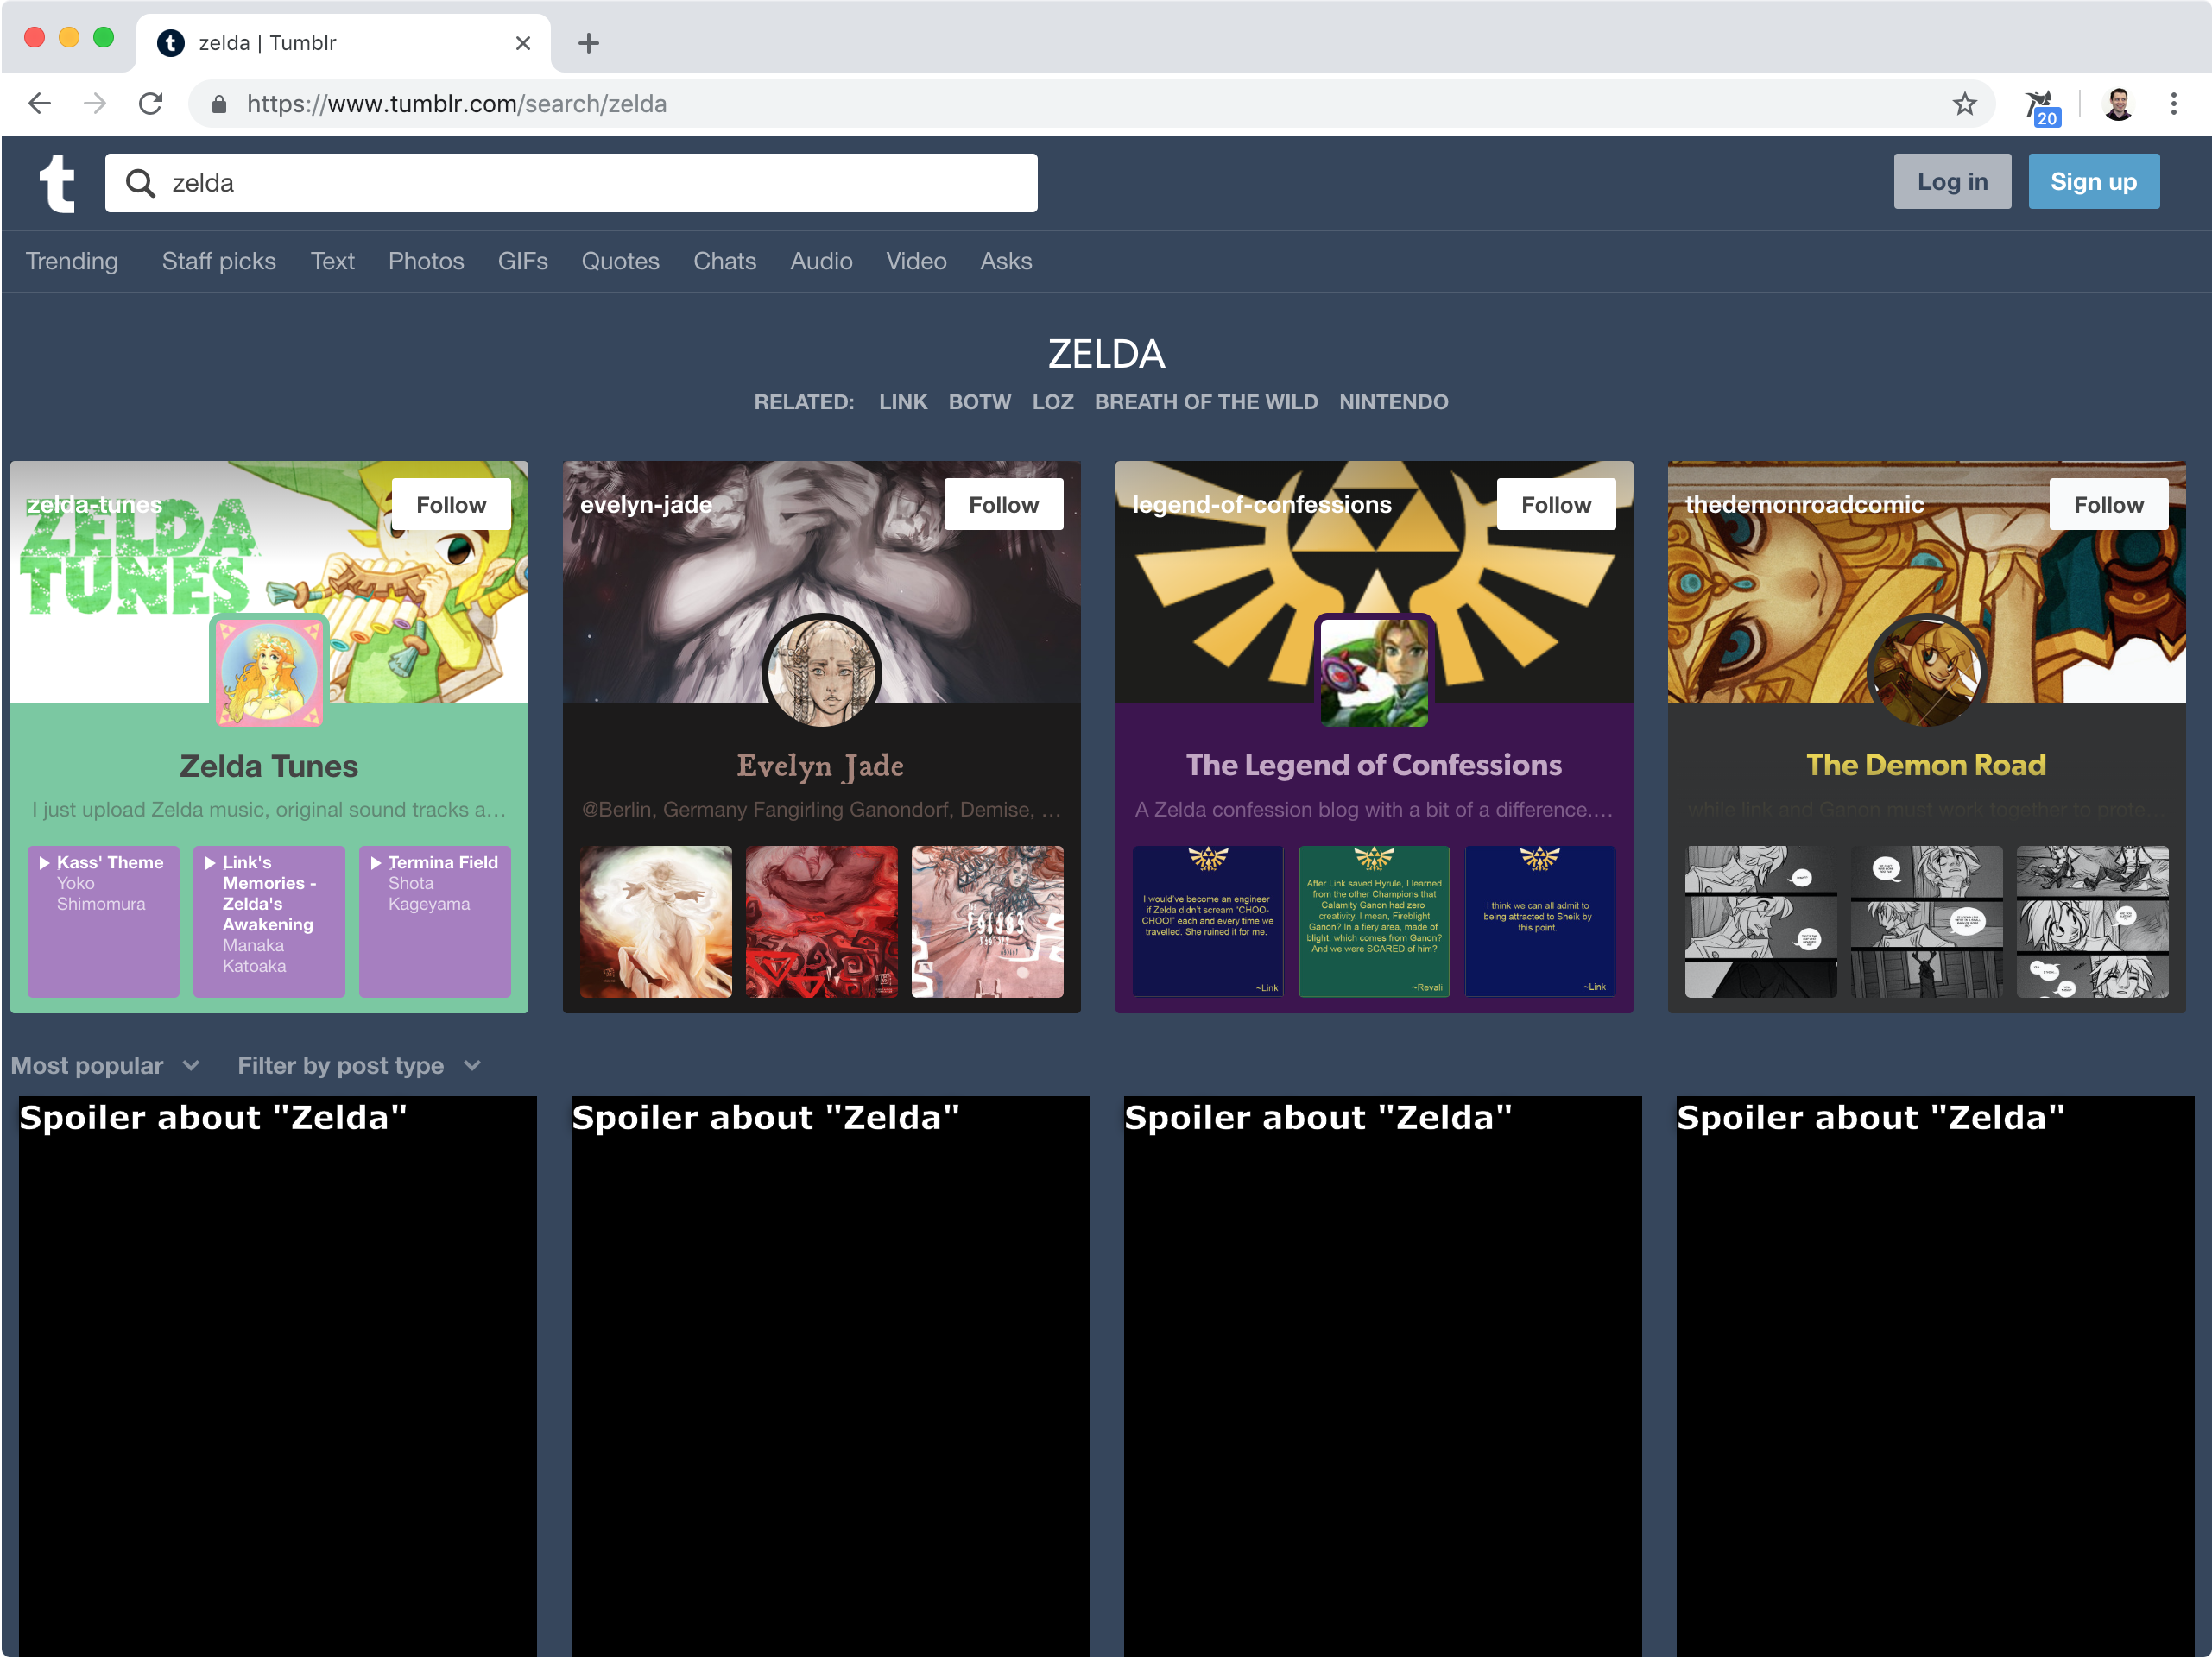 zelda | Tumblr
https://www.tumblr.com/search/zelda
20
t
zelda
Log in
Sign up
Trending Staff picks Text Photos GIFs Quotes Chats Audio Video Asks
ZELDA
RELATED: LINK BOTW LOZ BREATH OF THE WILD NINTENDO
zelda-tunes
Follow
ZELDA
TUNES
Zelda Tunes
I just upload Zelda music, original sound tracks a...
Kass' Theme
Yoko
Shimomura
Link's
Memories -
Zelda's
Awakening
Manaka
Katoaka
Termina Field
Shota
Kageyama
evelyn-jade
Follow
Evelyn Jade
@Berlin, Germany Fangirling Ganondorf, Demise, ...
legend-of-confessions
Follow
The Legend of Confessions
A Zelda confession blog with a bit of a difference....
I would've become an engineer
if Zelda didn't scream "CHOO-
CHOO!" each and every time we
travelled. She ruined it for me.
~Link
After Link saved Hyrule, I learned
from the other Champions that
Calamity Ganon had zero
creativity. I mean, Fireblight
Ganon? In a fiery area, made of
blight, which comes from Ganon?
And we were SCARED of him?
~Revali
I think we can all admit to
being attracted to Sheik by
this point.
~Link
thedemonroadcomic
Follow
The Demon Road
while link and Ganon must work together to prote...
Most popular Filter by post type
Spoiler about "Zelda"
Spoiler about "Zelda"
Spoiler about "Zelda"
Spoiler about "Zelda"